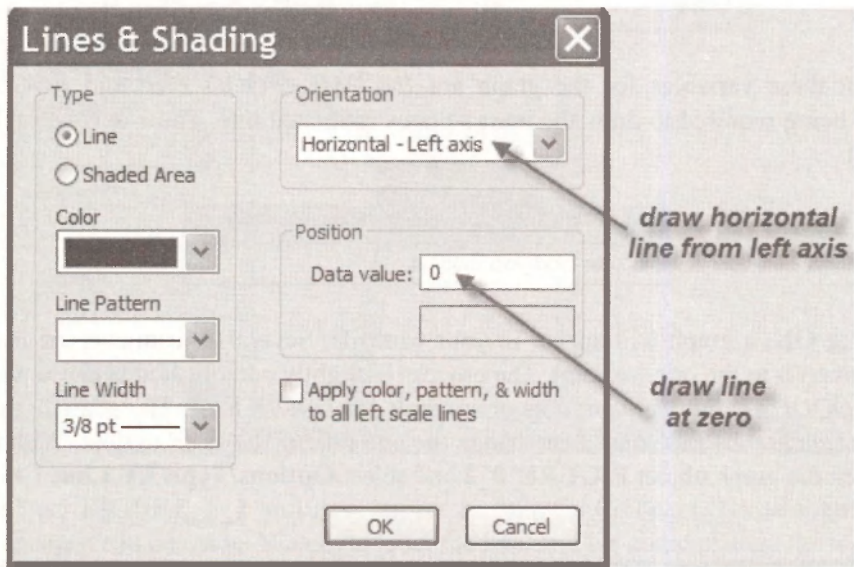 Lines & Shading
Type
Line
Shaded Area
Color
Line Pattern
Line Width
3/8 pt
Orientation
Horizontal - Left axis
Position
Data value: 0
Apply color, pattern, & width
to all left scale lines
OK
Cancel
draw horizontal
line from left axis
draw line
at zero